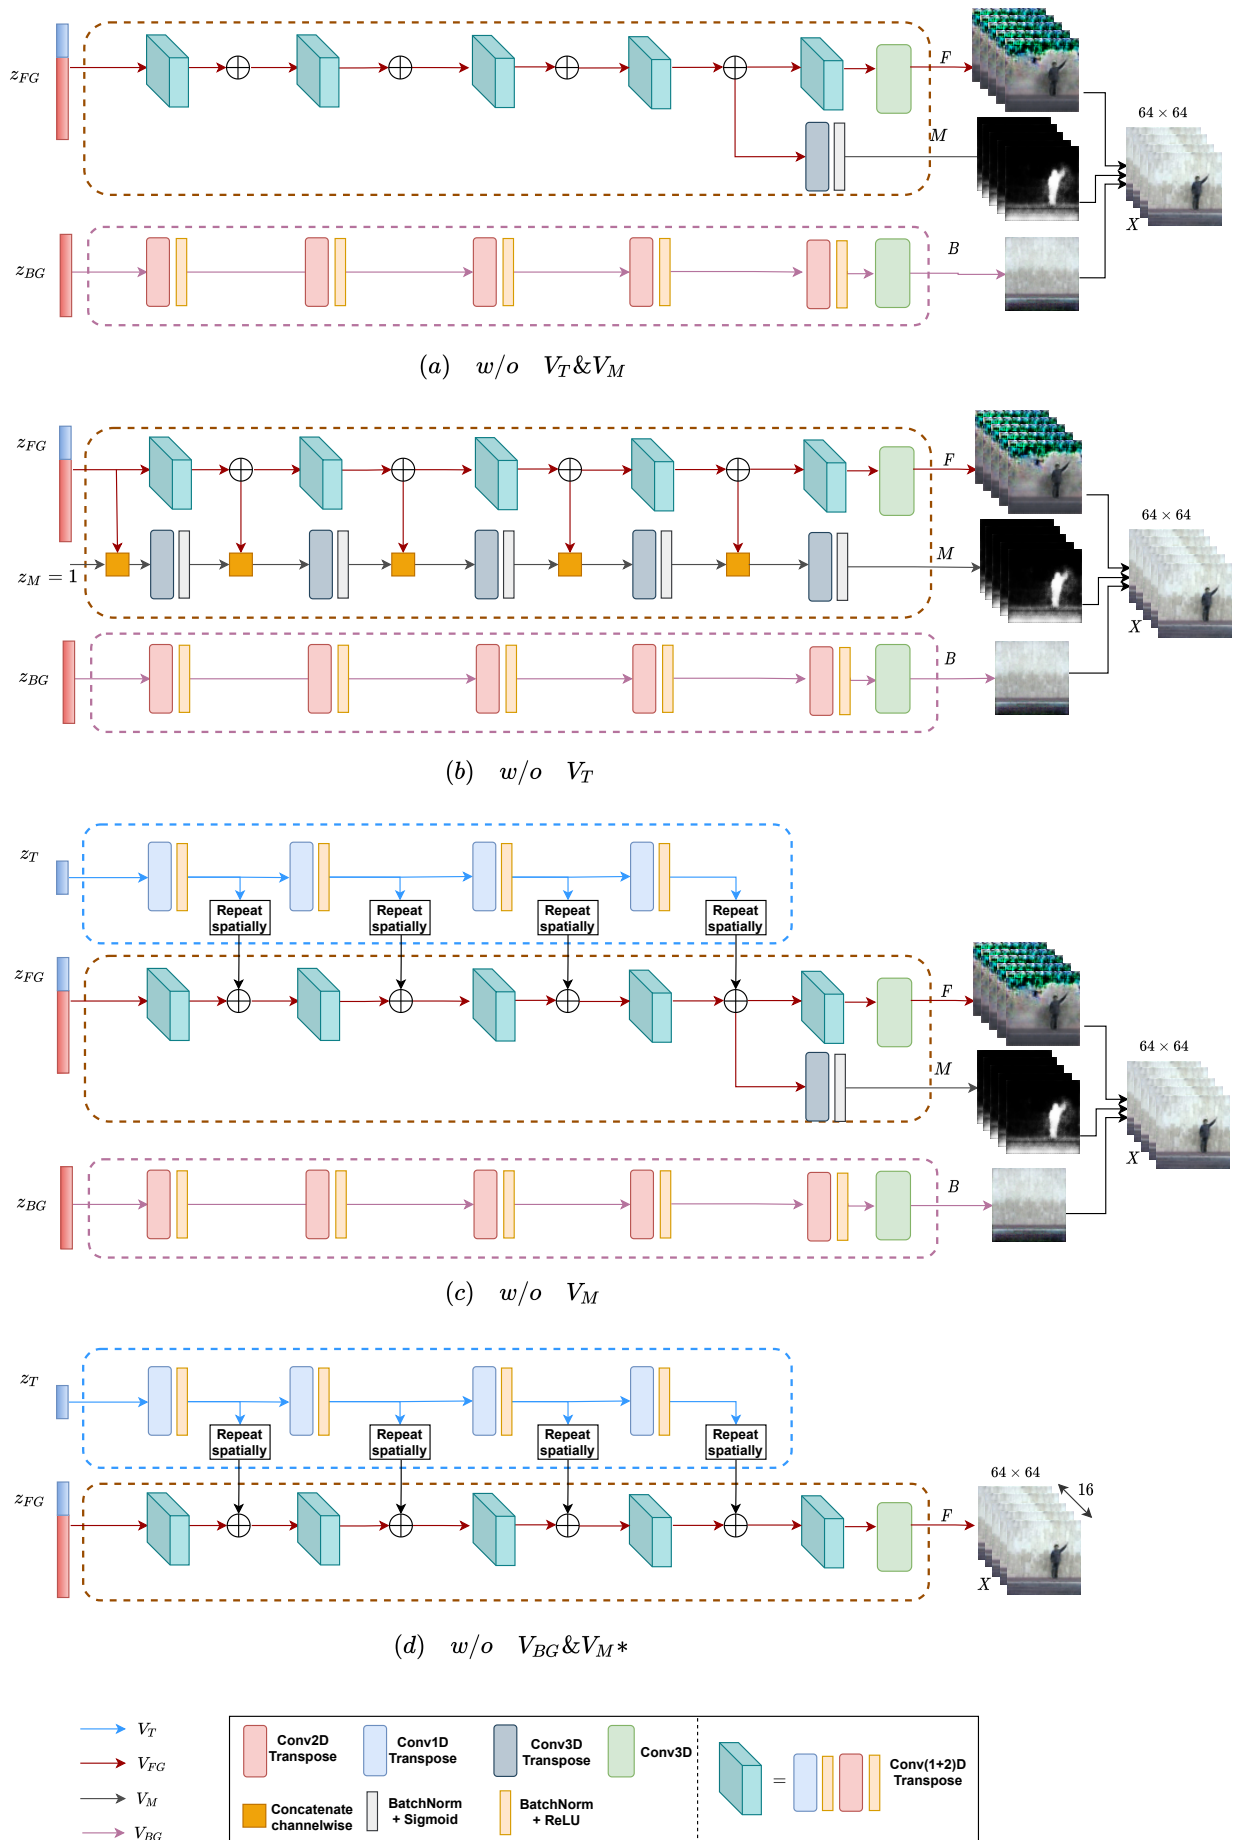 z_FG
F
M
64 × 64
X
z_BG
B
(a) w/o V_T&V_M
z_FG
F
z_M = 1
M
64 × 64
X
z_BG
B
(b) w/o V_T
z_T
Repeat spatially
Repeat spatially
Repeat spatially
Repeat spatially
z_FG
F
M
64 × 64
X
z_BG
B
(c) w/o V_M
z_T
Repeat spatially
Repeat spatially
Repeat spatially
Repeat spatially
z_FG
F
64 × 64
16
X
(d) w/o V_BG&V_M*
V_T
V_FG
V_M
V_BG
Conv2D Transpose
Conv1D Transpose
Conv3D Transpose
Conv3D
= Conv(1+2)D Transpose
Concatenate channelwise
BatchNorm + Sigmoid
BatchNorm + ReLU